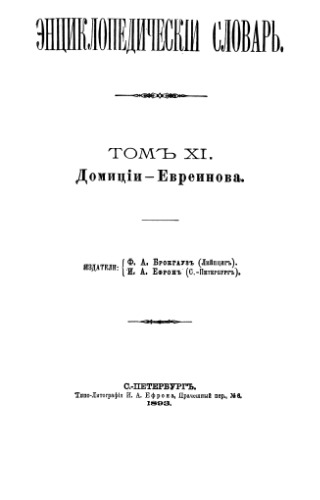 ЭНЦИКЛОПЕДИЧЕСКІЙ СЛОВАРЬ.
ТОМЪ XI.
Домиціи — Евреинова.
ИЗДАТЕЛИ:
Ф. А. Брокгаузъ (Лейпцигъ).
И. А. Ефронъ (С.-Петербургъ).
С.-ПЕТЕРБУРГЪ.
Типо-Литографія И. А. Ефрона, Прачешный пер., № 6.
1893.